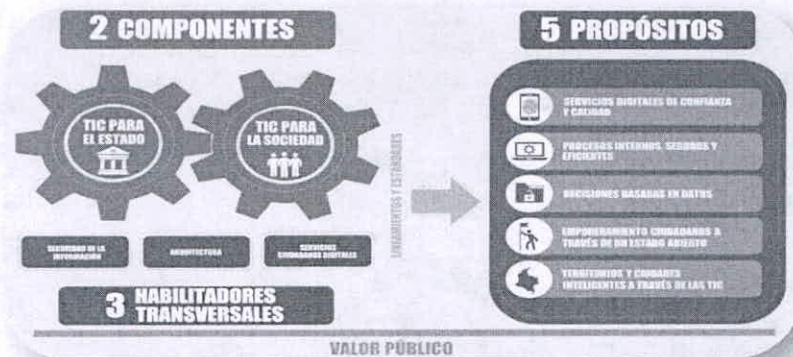 2 COMPONENTES
TIC PARA
EL ESTADO
TIC PARA
LA SOCIEDAD
SEGURIDAD DE LA
INFORMACIÓN
ARQUITECTURA
SERVICIOS
CIUDADANOS DIGITALES
3 HABILITADORES
TRANSVERSALES
LINEAMIENTOS Y ESTÁNDARES
5 PROPÓSITOS
SERVICIOS DIGITALES DE CONFIANZA
Y CALIDAD
PROCESOS INTERNOS, SEGUROS Y
EFICIENTES
DECISIONES BASADAS EN DATOS
EMPODERAMIENTO CIUDADANOS A
TRAVÉS DE UN ESTADO ABIERTO
TERRITORIOS Y CIUDADES
INTELIGENTES A TRAVÉS DE LAS TIC
VALOR PÚBLICO